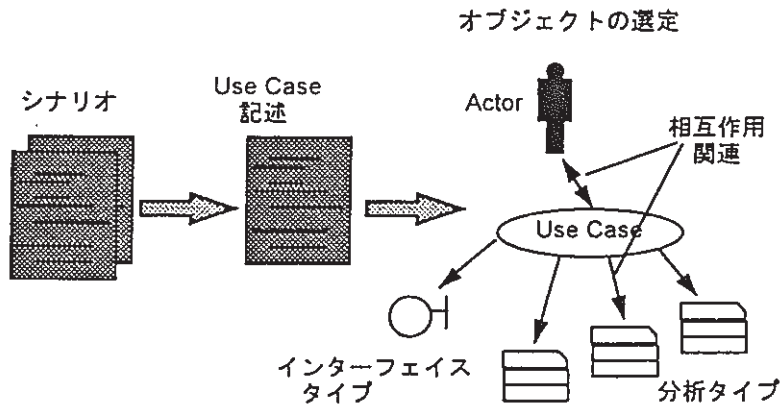 オブジェクトの選定
シナリオ
Use Case
記述
Actor
相互作用
関連
Use Case
インターフェイス
タイプ
分析タイプ